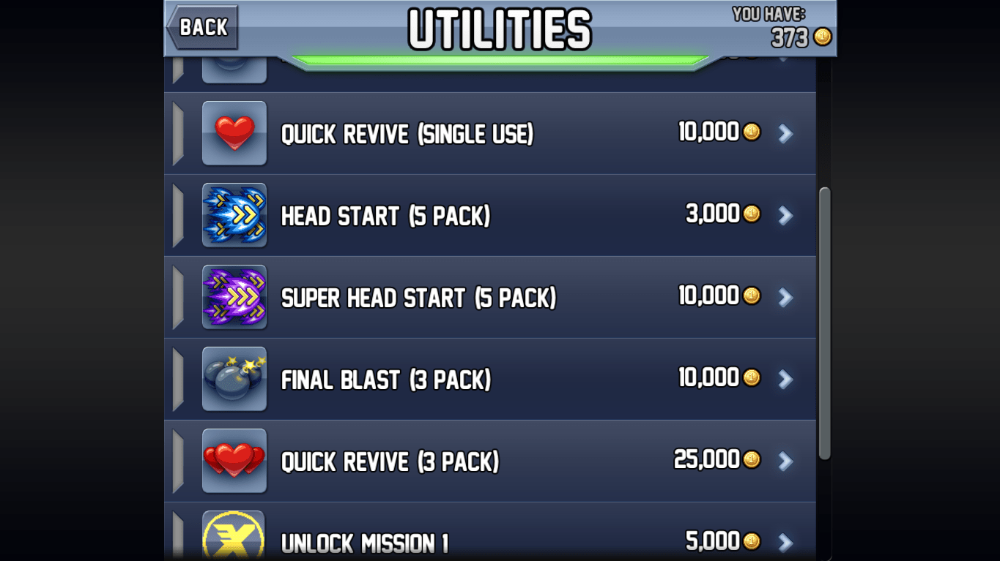 BACK
UTILITIES
YOU HAVE:
373
QUICK REVIVE (SINGLE USE)
10,000
HEAD START (5 PACK)
3,000
SUPER HEAD START (5 PACK)
10,000
FINAL BLAST (3 PACK)
10,000
QUICK REVIVE (3 PACK)
25,000
UNLOCK MISSION 1
5,000